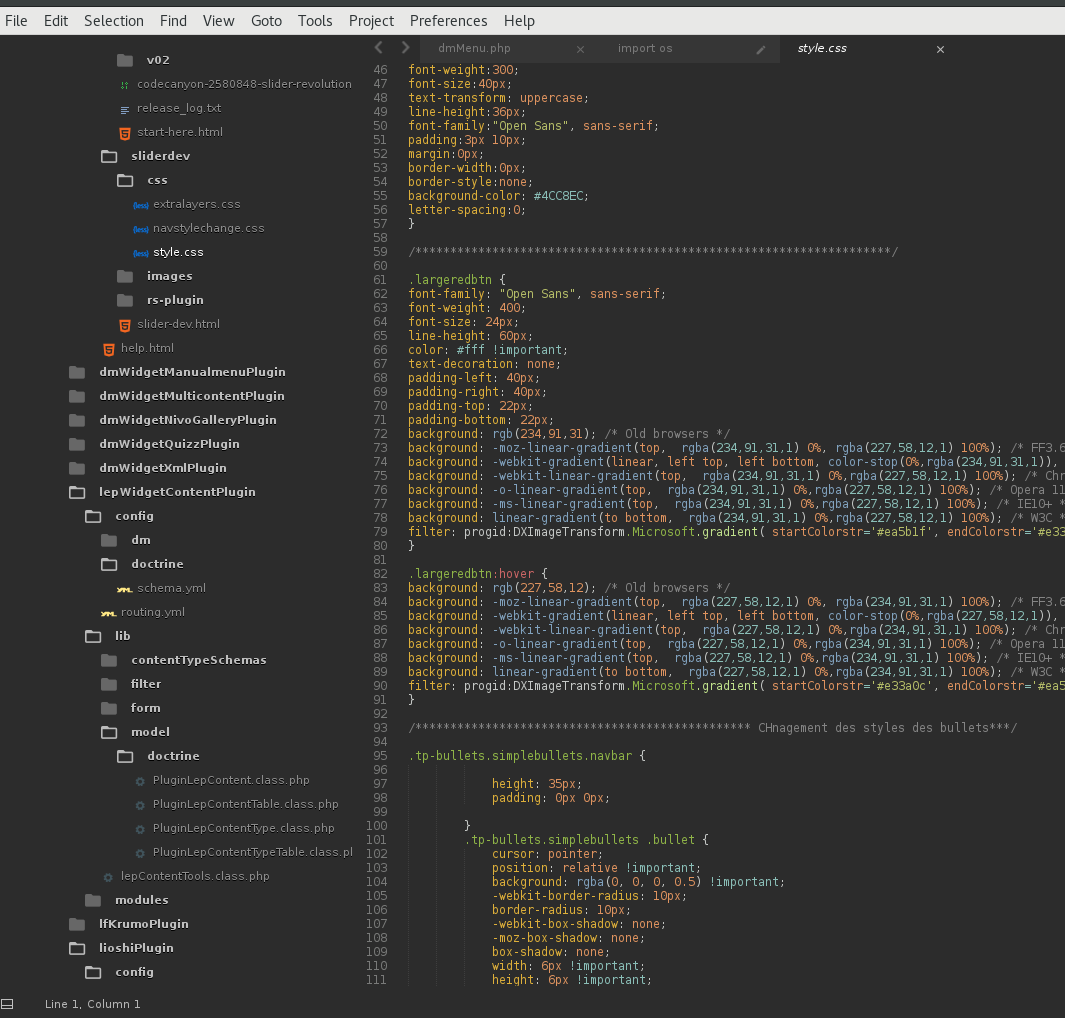 File Edit Selection Find View Goto Tools Project Preferences Help
v02
codecanyon-2580848-slider-revolution
release_log.txt
start-here.html
sliderdev
css
extralayers.css
navstylechange.css
style.css
images
rs-plugin
slider-dev.html
help.html
dmWidgetManualmenuPlugin
dmWidgetMulticontentPlugin
dmWidgetNivoGalleryPlugin
dmWidgetQuizzPlugin
dmWidgetXmlPlugin
lepWidgetContentPlugin
config
dm
doctrine
schema.yml
routing.yml
lib
contentTypeSchemas
filter
form
model
doctrine
PluginLepContent.class.php
PluginLepContentTable.class.php
PluginLepContentType.class.php
PluginLepContentTypeTable.class.pl
lepContentTools.class.php
modules
lfKrumoPlugin
lioshiPlugin
config
dmMenu.php × import os style.css ×
46 font-weight:300;
47 font-size:40px;
48 text-transform: uppercase;
49 line-height:36px;
50 font-family:"Open Sans", sans-serif;
51 padding:3px 10px;
52 margin:0px;
53 border-width:0px;
54 border-style:none;
55 background-color: #4CC8EC;
56 letter-spacing:0;
57 }
58
59 /********************************************************************/
60
61 .largeredbtn {
62 font-family: "Open Sans", sans-serif;
63 font-weight: 400;
64 font-size: 24px;
65 line-height: 60px;
66 color: #fff !important;
67 text-decoration: none;
68 padding-left: 40px;
69 padding-right: 40px;
70 padding-top: 22px;
71 padding-bottom: 22px;
72 background: rgb(234,91,31); /* Old browsers */
73 background: -moz-linear-gradient(top,  rgba(234,91,31,1) 0%, rgba(227,58,12,1) 100%); /* FF3.6
74 background: -webkit-gradient(linear, left top, left bottom, color-stop(0%,rgba(234,91,31,1)),
75 background: -webkit-linear-gradient(top,  rgba(234,91,31,1) 0%,rgba(227,58,12,1) 100%); /* Chr
76 background: -o-linear-gradient(top,  rgba(234,91,31,1) 0%,rgba(227,58,12,1) 100%); /* Opera 11
77 background: -ms-linear-gradient(top,  rgba(234,91,31,1) 0%,rgba(227,58,12,1) 100%); /* IE10+ *
78 background: linear-gradient(to bottom,  rgba(234,91,31,1) 0%,rgba(227,58,12,1) 100%); /* W3C *
79 filter: progid:DXImageTransform.Microsoft.gradient( startColorstr='#ea5b1f', endColorstr='#e33
80 }
81
82 .largeredbtn:hover {
83 background: rgb(227,58,12); /* Old browsers */
84 background: -moz-linear-gradient(top,  rgba(227,58,12,1) 0%, rgba(234,91,31,1) 100%); /* FF3.6
85 background: -webkit-gradient(linear, left top, left bottom, color-stop(0%,rgba(227,58,12,1)),
86 background: -webkit-linear-gradient(top,  rgba(227,58,12,1) 0%,rgba(234,91,31,1) 100%); /* Chr
87 background: -o-linear-gradient(top,  rgba(227,58,12,1) 0%,rgba(234,91,31,1) 100%); /* Opera 11
88 background: -ms-linear-gradient(top,  rgba(227,58,12,1) 0%,rgba(234,91,31,1) 100%); /* IE10+ *
89 background: linear-gradient(to bottom,  rgba(227,58,12,1) 0%,rgba(234,91,31,1) 100%); /* W3C *
90 filter: progid:DXImageTransform.Microsoft.gradient( startColorstr='#e33a0c', endColorstr='#ea5
91 }
92
93 /************************************************ CHnagement des styles des bullets***/
94
95 .tp-bullets.simplebullets.navbar {
96
97 height: 35px;
98 padding: 0px 0px;
99
100 }
101 .tp-bullets.simplebullets .bullet {
102 cursor: pointer;
103 position: relative !important;
104 background: rgba(0, 0, 0, 0.5) !important;
105 -webkit-border-radius: 10px;
106 border-radius: 10px;
107 -webkit-box-shadow: none;
108 -moz-box-shadow: none;
109 box-shadow: none;
110 width: 6px !important;
111 height: 6px !important;
Line 1, Column 1